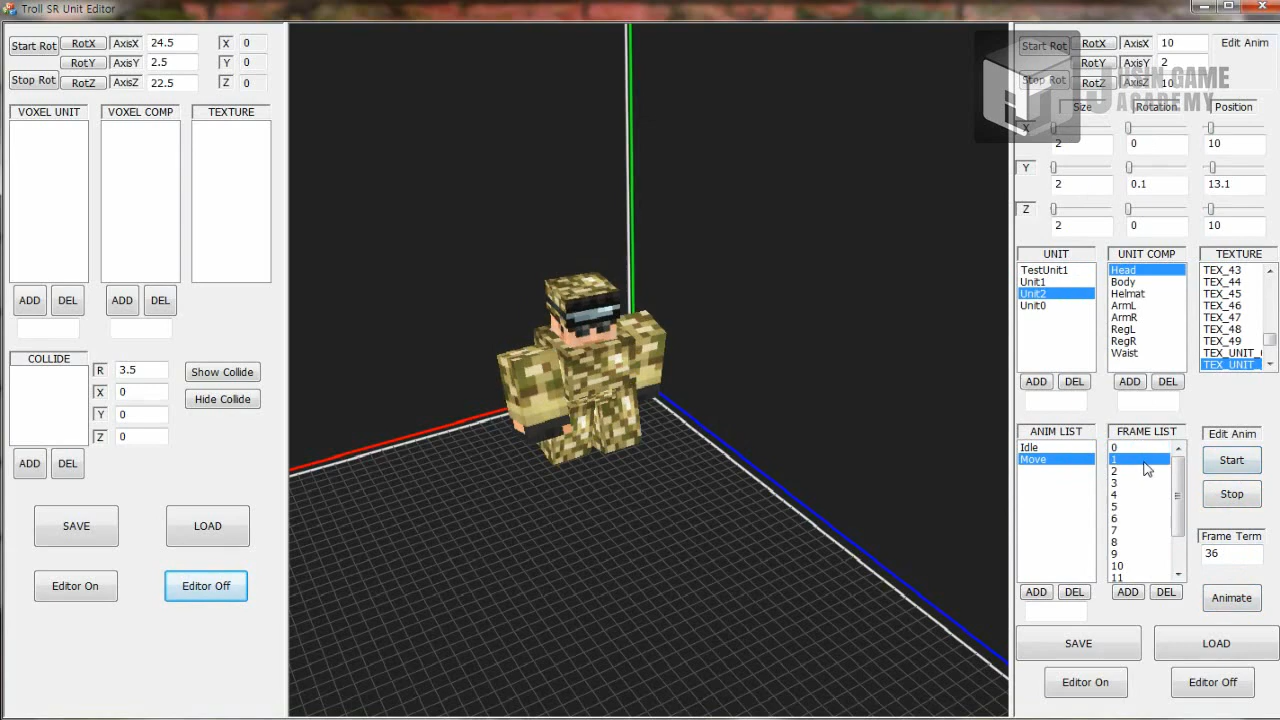 Troll SR Unit Editor
Start Rot RotX AxisX 24.5 X 0
RotY AxisY 2.5 Y 0
Stop Rot RotZ AxisZ 22.5 Z 0
VOXEL UNIT VOXEL COMP TEXTURE
ADD DEL ADD DEL
COLLIDE
R 3.5 Show Collide
X 0 Hide Collide
Y 0
Z 0
ADD DEL
SAVE LOAD
Editor On Editor Off
Start Rot RotX AxisX 10 Edit Anim
RotY AxisY 2
Stop Rot RotZ AxisZ 10
JUSIN GAME
ACADEMY
Size Rotation Position
X 2 0 10
Y 2 0.1 13.1
Z 2 0 10
UNIT UNIT COMP TEXTURE
TestUnit1 Head TEX_43
Unit1 Body TEX_44
Unit2 Helmat TEX_45
Unit0 ArmL TEX_46
ArmR TEX_47
RegL TEX_48
RegR TEX_49
Waist TEX_UNIT_
TEX_UNIT_
ADD DEL ADD DEL
ANIM LIST FRAME LIST Edit Anim
Idle 0
Move 1 Start
2
3
4 Stop
5
6
7 Frame Term
8 36
9
10
11
ADD DEL ADD DEL Animate
SAVE LOAD
Editor On Editor Off